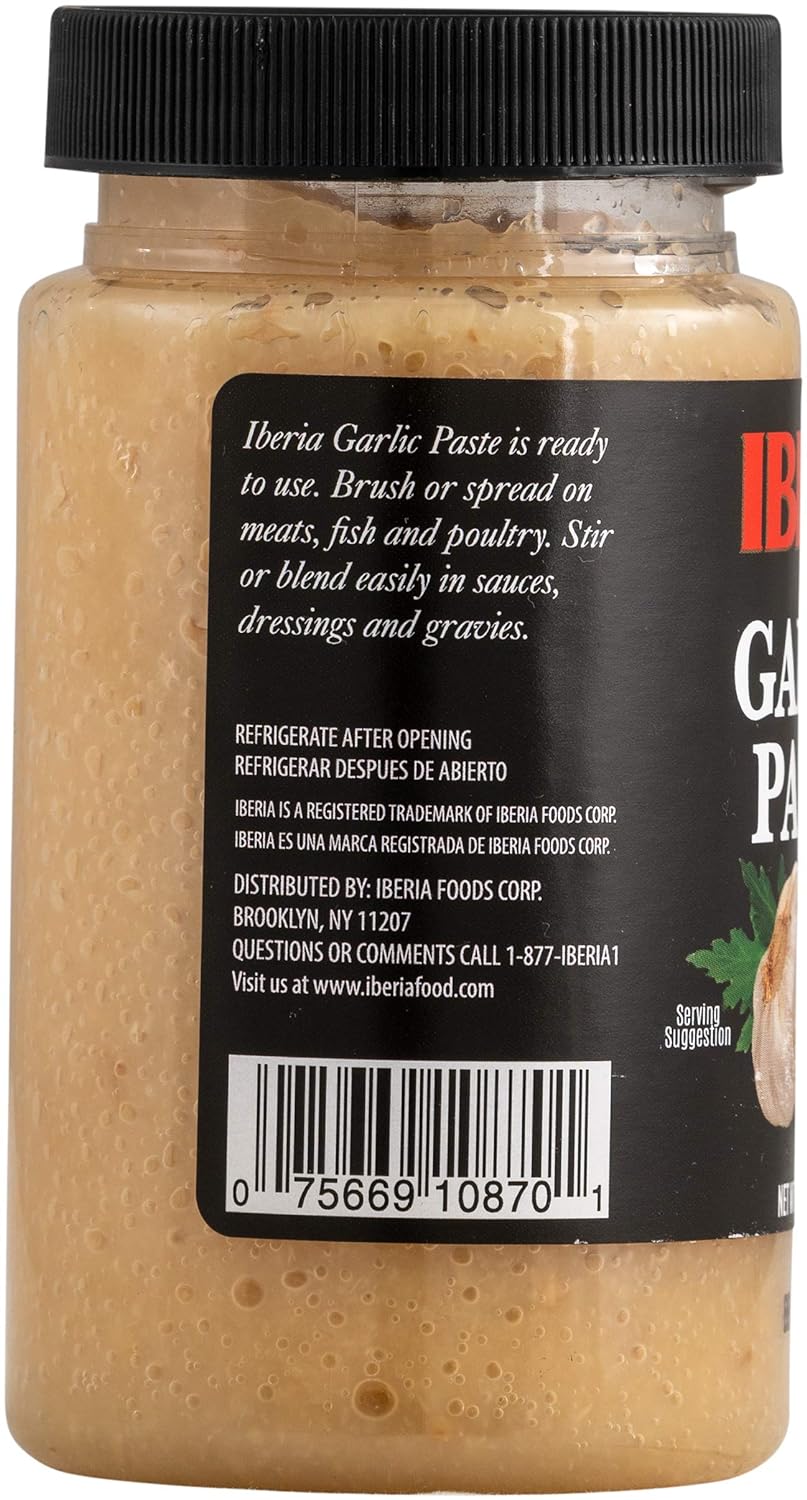 Iberia Garlic Paste is ready
to use. Brush or spread on
meats, fish and poultry. Stir
or blend easily in sauces,
dressings and gravies.
REFRIGERATE AFTER OPENING
REFRIGERAR DESPUES DE ABIERTO
IBERIA IS A REGISTERED TRADEMARK OF IBERIA FOODS CORP.
IBERIA ES UNA MARCA REGISTRADA DE IBERIA FOODS CORP.
DISTRIBUTED BY: IBERIA FOODS CORP.
BROOKLYN, NY 11207
QUESTIONS OR COMMENTS CALL 1-877-IBERIA1
Visit us at www.iberiafood.com
0 75669 10870 1
Serving
Suggestion
NET